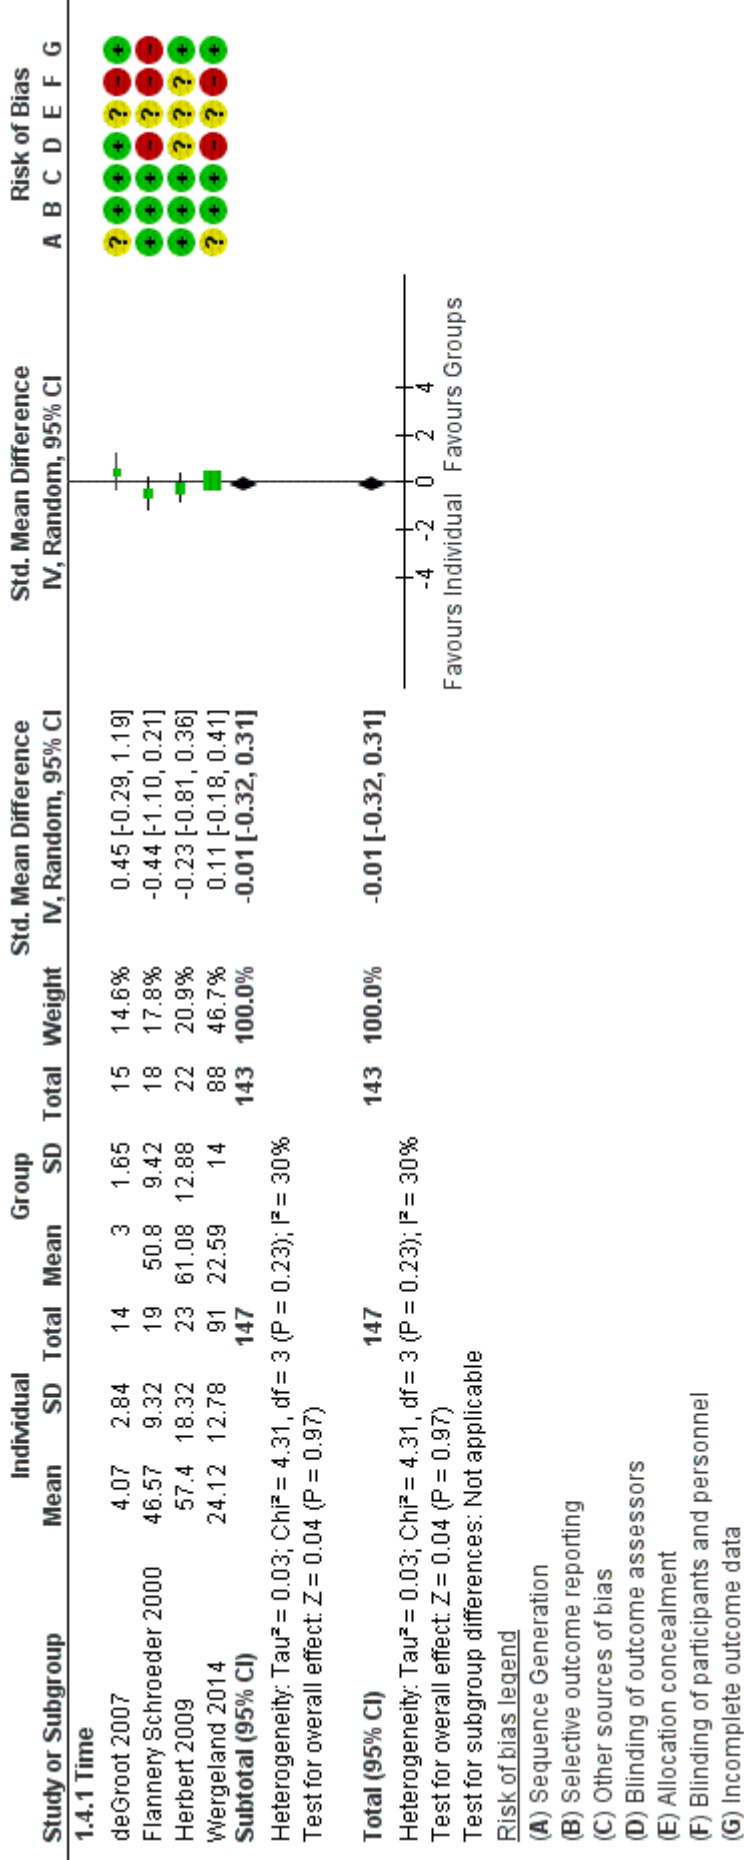 Individual Group Std. Mean Difference Std. Mean Difference Risk of Bias
Study or Subgroup Mean SD Total Mean SD Total Weight IV, Random, 95% CI IV, Random, 95% CI A B C D E F G
1.4.1 Time
deGroot 2007 4.07 2.84 14 3 1.65 15 14.6% 0.45 [-0.29, 1.19] ? + + + ? - +
Flannery Schroeder 2000 46.57 9.32 19 50.8 9.42 18 17.8% -0.44 [-1.10, 0.21] + + + - ? - -
Herbert 2009 57.4 18.32 23 61.08 12.88 22 20.9% -0.23 [-0.81, 0.36] + + + ? ? ? +
Wergeland 2014 24.12 12.78 91 22.59 14 88 46.7% 0.11 [-0.18, 0.41] ? + + - ? - +
Subtotal (95% CI) 147 143 100.0% -0.01 [-0.32, 0.31]
Heterogeneity: Tau² = 0.03; Chi² = 4.31, df = 3 (P = 0.23); I² = 30%
Test for overall effect: Z = 0.04 (P = 0.97)
Total (95% CI) 147 143 100.0% -0.01 [-0.32, 0.31]
Heterogeneity: Tau² = 0.03; Chi² = 4.31, df = 3 (P = 0.23); I² = 30%
Test for overall effect: Z = 0.04 (P = 0.97)
Test for subgroup differences: Not applicable
-4 -2 0 2 4
Favours Individual Favours Groups
Risk of bias legend
(A) Sequence Generation
(B) Selective outcome reporting
(C) Other sources of bias
(D) Blinding of outcome assessors
(E) Allocation concealment
(F) Blinding of participants and personnel
(G) Incomplete outcome data